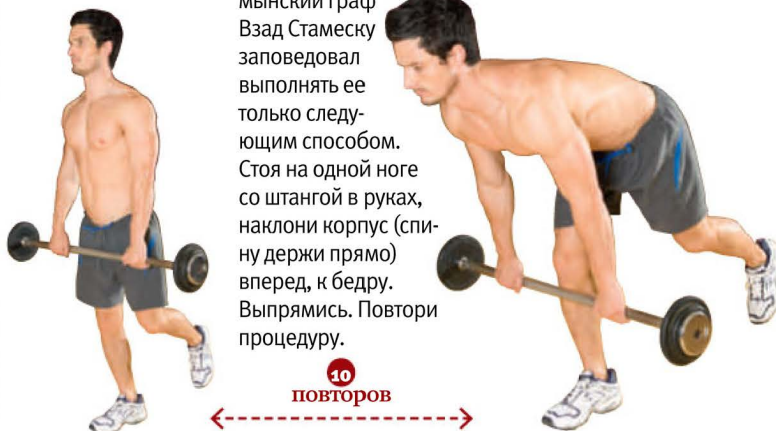 мынский граф
Взад Стамеску
заповедовал
выполнять ее
только следу-
ющим способом.
Стоя на одной ноге
со штангой в руках,
наклони корпус (спи-
ну держи прямо)
вперед, к бедру.
Выпрямись. Повтори
процедуру.
10
повторов